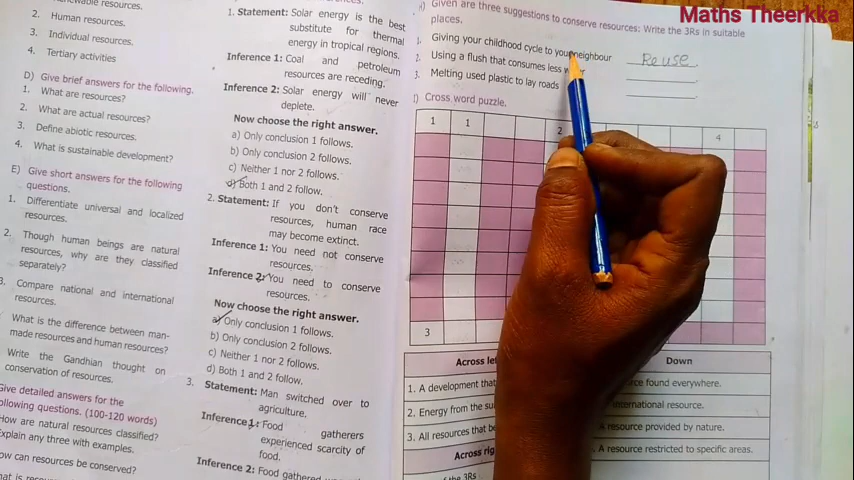 Maths Theerkka
resources.
2. Human resources.
3. Individual resources.
4. Tertiary activities
D) Give brief answers for the following.
1. What are resources?
2. What are actual resources?
3. Define abiotic resources.
4. What is sustainable development?
E) Give short answers for the following
questions.
1. Differentiate universal and localized
resources.
2. Though human beings are natural
resources, why are they classified
separately?
3. Compare national and international
resources.
What is the difference between man-
made resources and human resources?
Write the Gandhian thought on
conservation of resources.
Give detailed answers for the
following questions. (100-120 words)
How are natural resources classified?
Explain any three with examples.
How can resources be conserved?
1. Statement: Solar energy is the best
substitute for thermal
energy in tropical regions.
Inference 1: Coal and petroleum
resources are receding.
Inference 2: Solar energy will never
deplete.
Now choose the right answer.
a) Only conclusion 1 follows.
b) Only conclusion 2 follows.
c) Neither 1 nor 2 follows.
d) Both 1 and 2 follow.
2. Statement: If you don't conserve
resources, human race
may become extinct.
Inference 1: You need not conserve
resources.
Inference 2: You need to conserve
resources.
Now choose the right answer.
a) Only conclusion 1 follows.
b) Only conclusion 2 follows.
c) Neither 1 nor 2 follows.
d) Both 1 and 2 follow.
3. Statement: Man switched over to
agriculture.
Inference 1: Food gatherers
experienced scarcity of
food.
Inference 2: Food
H) Given are three suggestions to conserve resources: Write the 3Rs in suitable
places.
1. Giving your childhood cycle to your neighbour Reuse.
2. Using a flush that consumes less
3. Melting used plastic to lay roads
I) Cross word puzzle.
1 1 2 4
3
Across
Down
1. A development that
found everywhere.
2. Energy from the
international resource.
3. All resources that
A resource provided by nature.
Across
A resource restricted to specific areas.
of the 3Rs